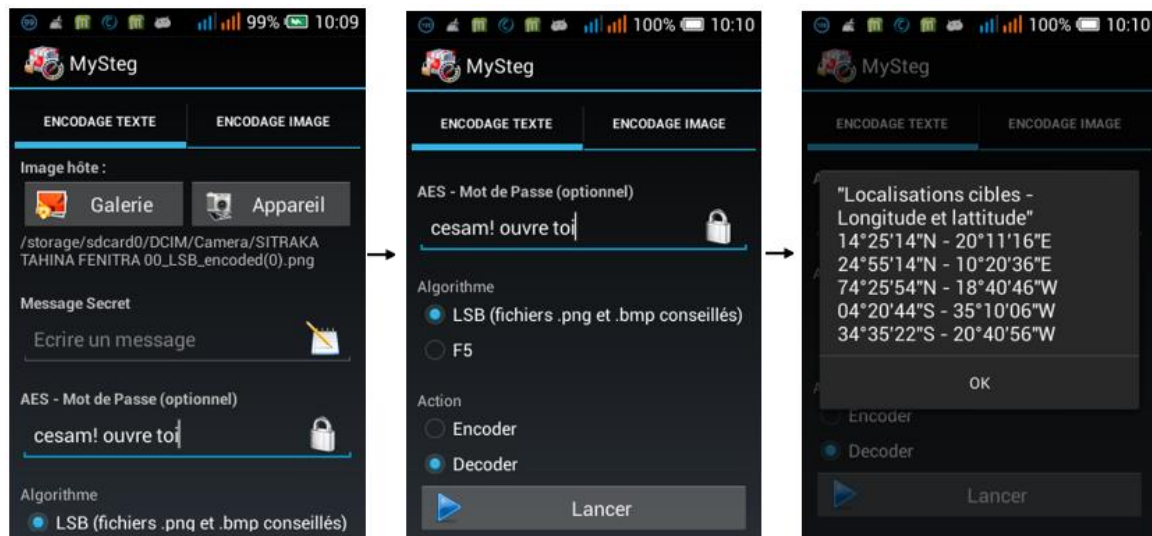 99% 10:09
MySteg
ENCODAGE TEXTE ENCODAGE IMAGE
Image hôte :
Galerie Appareil
/storage/sdcard0/DCIM/Camera/SITRAKA
TAHINA FENITRA 00_LSB_encoded(0).png
Message Secret
Ecrire un message
AES - Mot de Passe (optionnel)
cesam! ouvre toi
Algorithme
LSB (fichiers .png et .bmp conseillés)
100% 10:10
MySteg
ENCODAGE TEXTE ENCODAGE IMAGE
AES - Mot de Passe (optionnel)
cesam! ouvre toi
Algorithme
LSB (fichiers .png et .bmp conseillés)
F5
Action
Encoder
Decoder
Lancer
100% 10:10
MySteg
ENCODAGE TEXTE ENCODAGE IMAGE
"Localisations cibles -
Longitude et lattitude"
14°25'14"N - 20°11'16"E
24°55'14"N - 10°20'36"E
74°25'54"N - 18°40'46"W
04°20'44"S - 35°10'06"W
34°35'22"S - 20°40'56"W
OK
Encoder
Decoder
Lancer